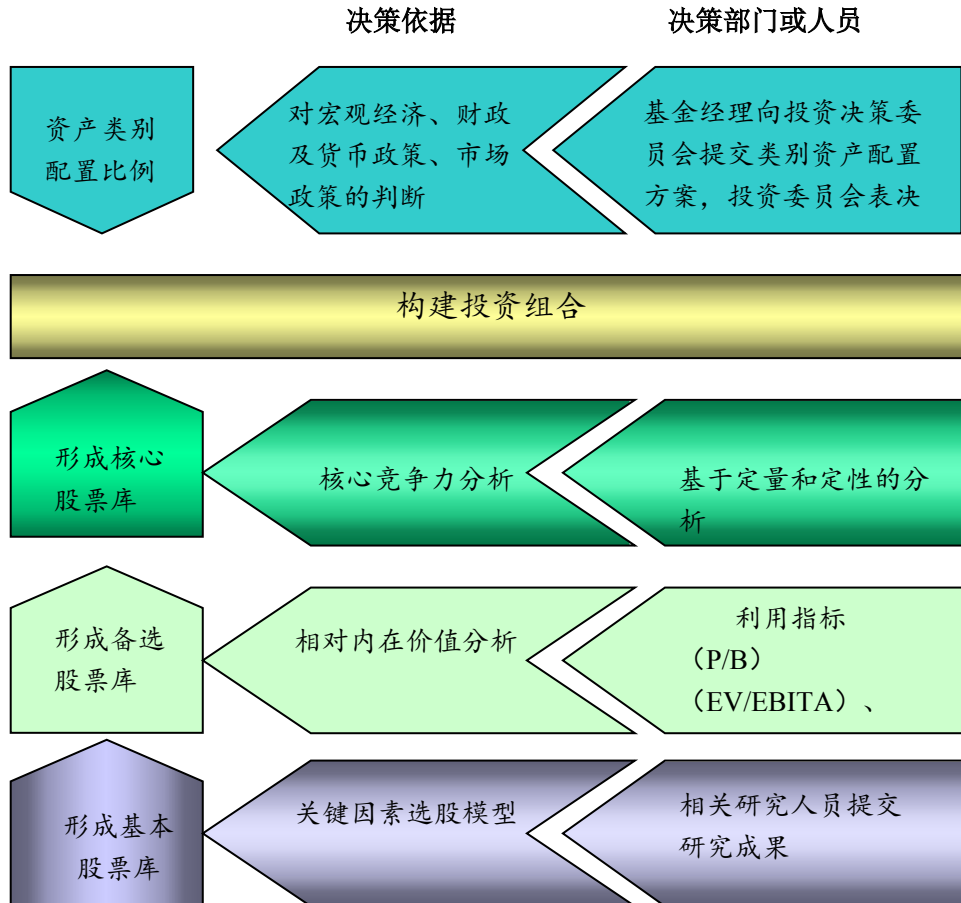 决策依据
决策部门或人员
资产类别
配置比例
对宏观经济、财政
及货币政策、市场
政策的判断
基金经理向投资决策委
员会提交类别资产配置
方案，投资委员会表决
构建投资组合
形成核心
股票库
核心竞争力分析
基于定量和定性的分
析
形成备选
股票库
相对内在价值分析
利用指标
（P/B）
（EV/EBITA）、
形成基本
股票库
关键因素选股模型
相关研究人员提交
研究成果